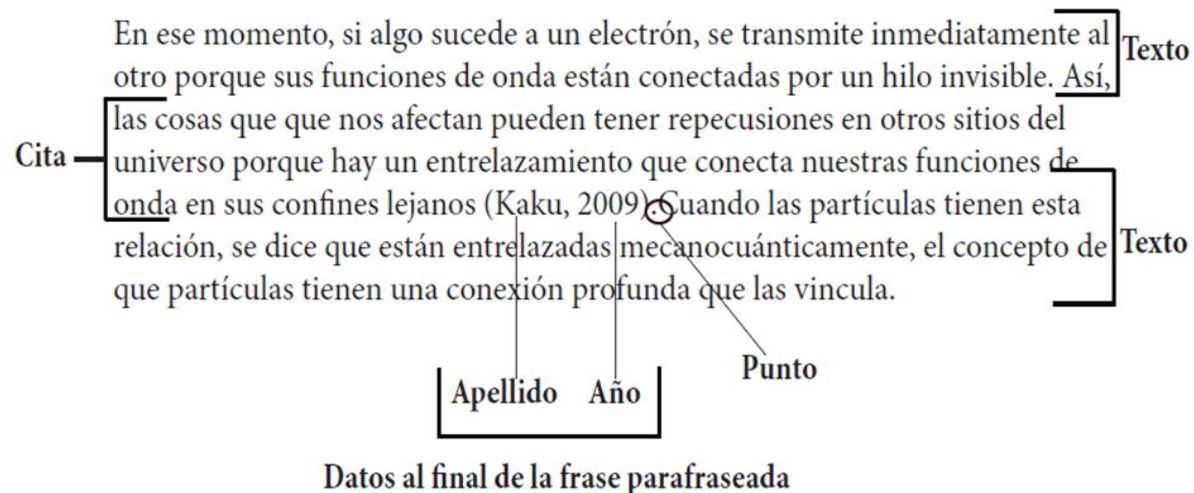 En ese momento, si algo sucede a un electrón, se transmite inmediatamente al
Texto
otro porque sus funciones de onda están conectadas por un hilo invisible. Así,
las cosas que que nos afectan pueden tener repecusiones en otros sitios del
Cita
universo porque hay un entrelazamiento que conecta nuestras funciones de
onda en sus confines lejanos (Kaku, 2009).Cuando las partículas tienen esta
relación, se dice que están entrelazadas mecanocuánticamente, el concepto de
Texto
que partículas tienen una conexión profunda que las vincula.
Punto
Apellido Año
Datos al final de la frase parafraseada